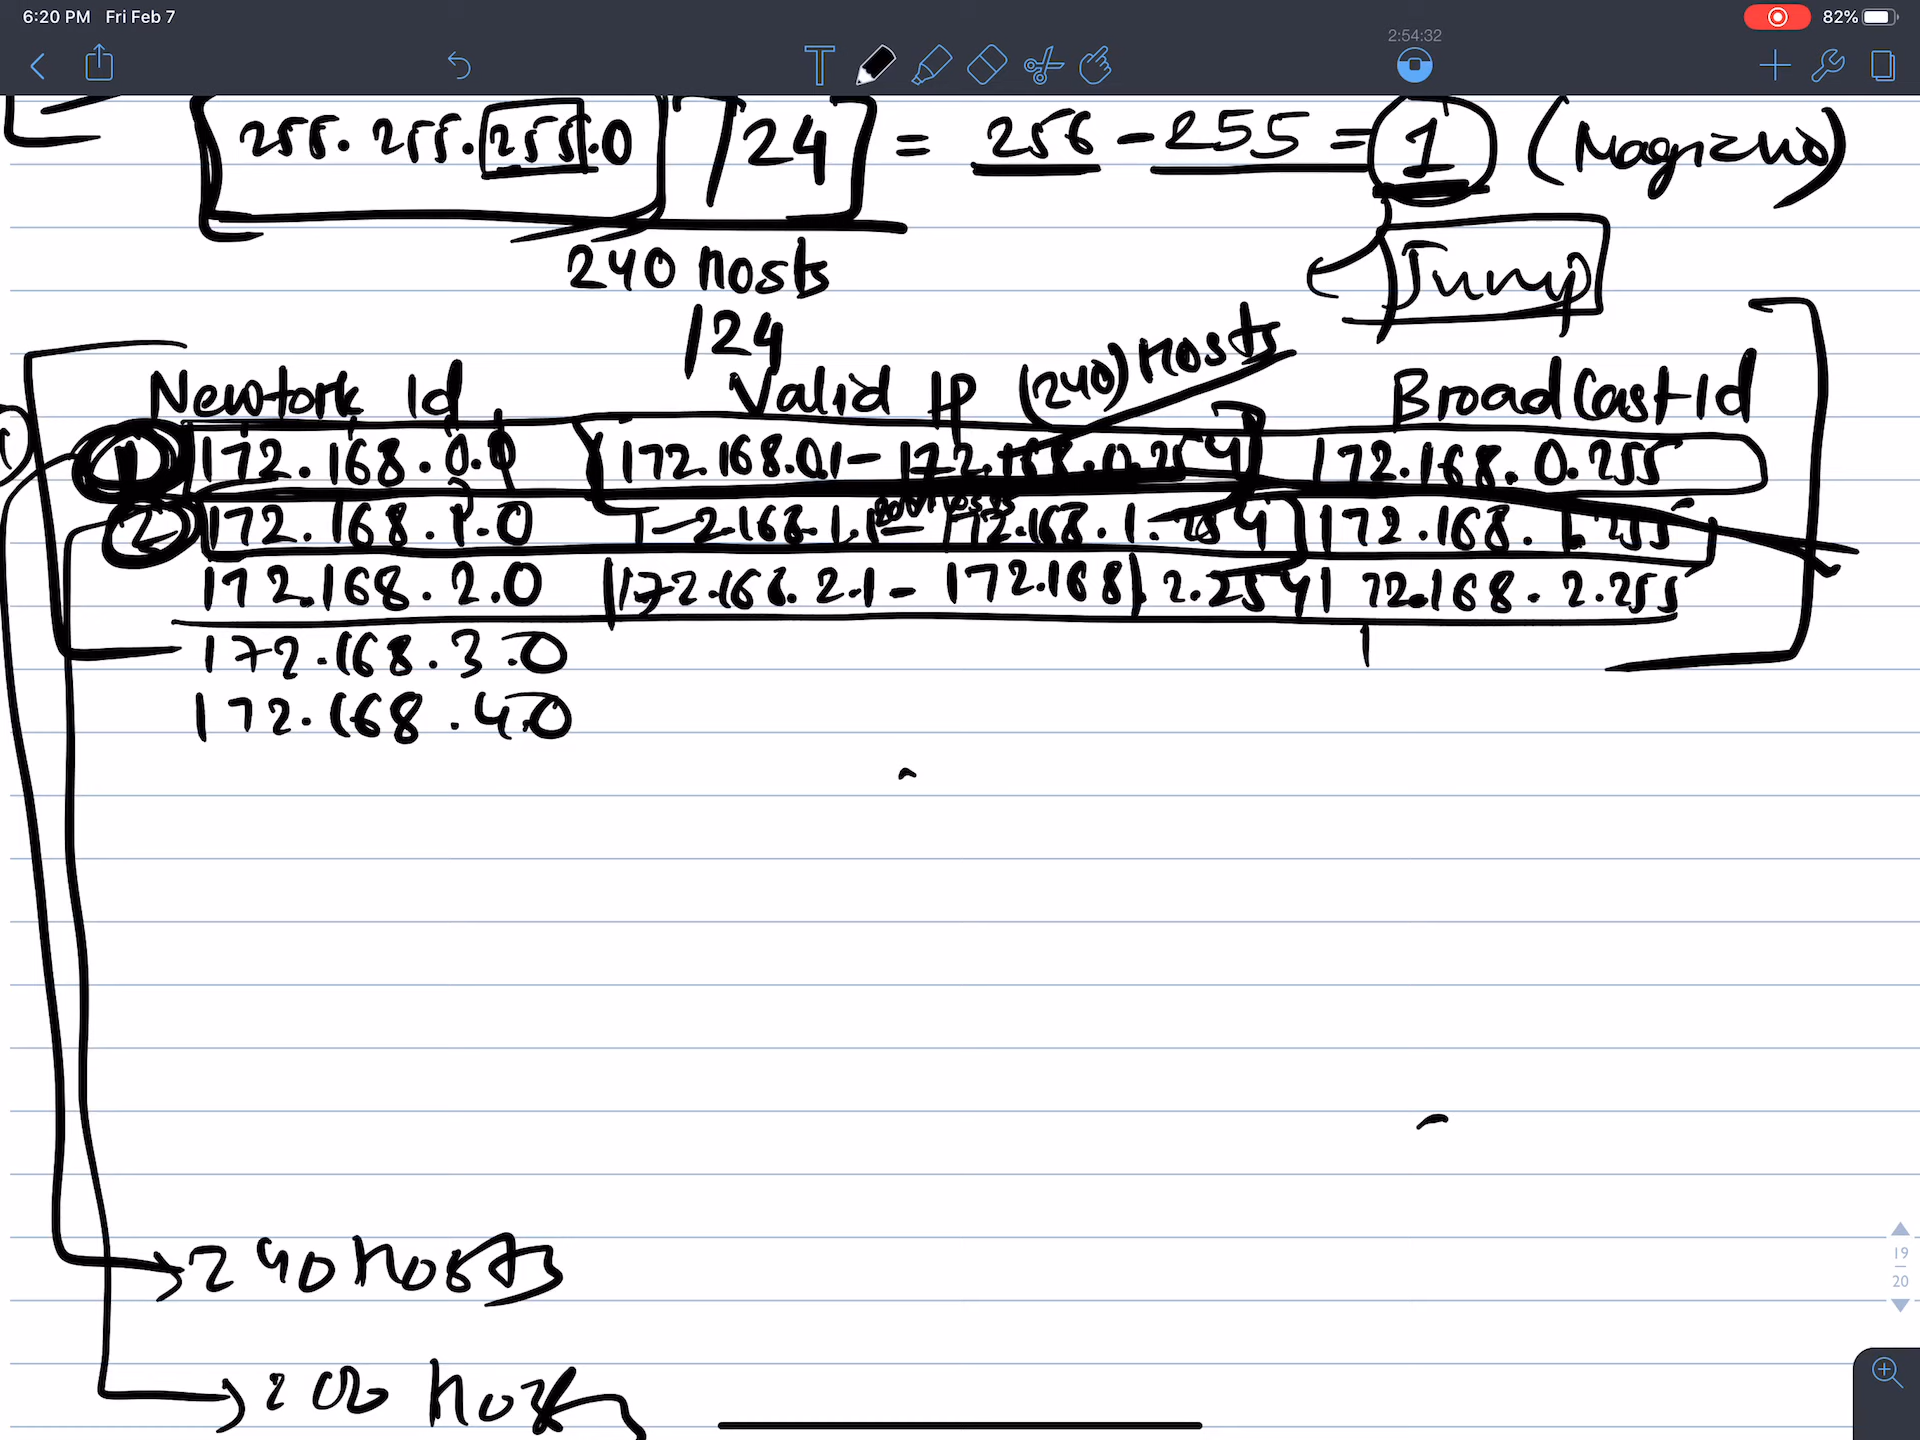 6:20 PM Fri Feb 7 82%
2:54:32
T
255.255.255.0 /24 = 256 - 255 = 1 (Magic no)
240 hosts
Jump
/24
Newtork Id Valid IP (240) hosts BroadCast Id
1 172.168.0.0 172.168.0.1 - 172.168.0.254 172.168.0.255
2 172.168.1.0 168.1.1 - 172.168.1.254 172.168.1.255
172.168.2.0 172.168.2.1 - 172.168.2.254 172.168.2.255
172.168.3.0
172.168.4.0
240 hosts
200 hosts
19
20